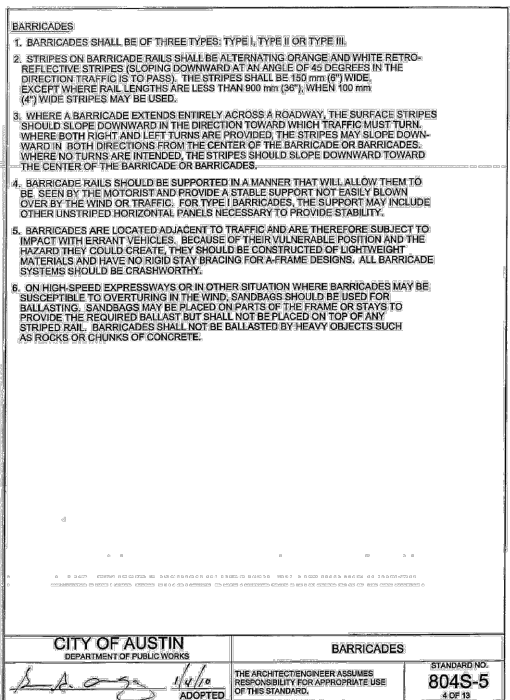 BARRICADES
1. BARRICADES SHALL BE OF THREE TYPES: TYPE I, TYPE II OR TYPE III.
2. STRIPES ON BARRICADE RAILS SHALL BE ALTERNATING ORANGE AND WHITE RETRO-
REFLECTIVE STRIPES (SLOPING DOWNWARD AT AN ANGLE OF 45 DEGREES IN THE
DIRECTION TRAFFIC IS TO PASS). THE STRIPES SHALL BE 150 mm (6") WIDE,
EXCEPT WHERE RAIL LENGTHS ARE LESS THAN 900 mm (36"), WHEN 100 mm
(4") WIDE STRIPES MAY BE USED.
3. WHERE A BARRICADE EXTENDS ENTIRELY ACROSS A ROADWAY, THE SURFACE STRIPES
SHOULD SLOPE DOWNWARD IN THE DIRECTION TOWARD WHICH TRAFFIC MUST TURN.
WHERE BOTH RIGHT AND LEFT TURNS ARE PROVIDED, THE STRIPES MAY SLOPE DOWN-
WARD IN BOTH DIRECTIONS FROM THE CENTER OF THE BARRICADE OR BARRICADES.
WHERE NO TURNS ARE INTENDED, THE STRIPES SHOULD SLOPE DOWNWARD TOWARD
THE CENTER OF THE BARRICADE OR BARRICADES.
4. BARRICADE RAILS SHOULD BE SUPPORTED IN A MANNER THAT WILL ALLOW THEM TO
BE SEEN BY THE MOTORIST AND PROVIDE A STABLE SUPPORT NOT EASILY BLOWN
OVER BY THE WIND OR TRAFFIC. FOR TYPE I BARRICADES, THE SUPPORT MAY INCLUDE
OTHER UNSTRIPED HORIZONTAL PANELS NECESSARY TO PROVIDE STABILITY.
5. BARRICADES ARE LOCATED ADJACENT TO TRAFFIC AND ARE THEREFORE SUBJECT TO
IMPACT WITH ERRANT VEHICLES. BECAUSE OF THEIR VULNERABLE POSITION AND THE
HAZARD THEY COULD CREATE, THEY SHOULD BE CONSTRUCTED OF LIGHTWEIGHT
MATERIALS AND HAVE NO RIGID STAY BRACING FOR A-FRAME DESIGNS. ALL BARRICADE
SYSTEMS SHOULD BE CRASHWORTHY.
6. ON HIGH-SPEED EXPRESSWAYS OR IN OTHER SITUATION WHERE BARRICADES MAY BE
SUSCEPTIBLE TO OVERTURING IN THE WIND, SANDBAGS SHOULD BE USED FOR
BALLASTING. SANDBAGS MAY BE PLACED ON PARTS OF THE FRAME OR STAYS TO
PROVIDE THE REQUIRED BALLAST BUT SHALL NOT BE PLACED ON TOP OF ANY
STRIPED RAIL. BARRICADES SHALL NOT BE BALLASTED BY HEAVY OBJECTS SUCH
AS ROCKS OR CHUNKS OF CONCRETE.
CITY OF AUSTIN
DEPARTMENT OF PUBLIC WORKS
BARRICADES
1/4/10
ADOPTED
THE ARCHITECT/ENGINEER ASSUMES
RESPONSIBILITY FOR APPROPRIATE USE
OF THIS STANDARD.
STANDARD NO.
804S-5
4 OF 13